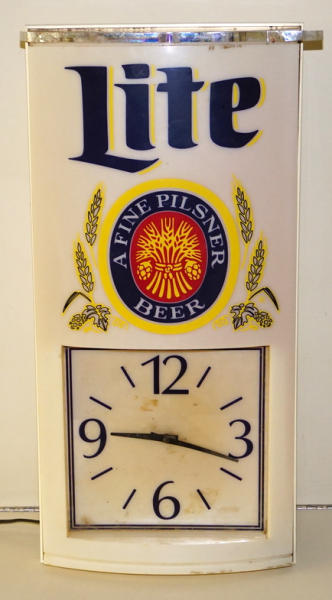 Lite
A FINE PILSNER
BEER
12
9 3
6